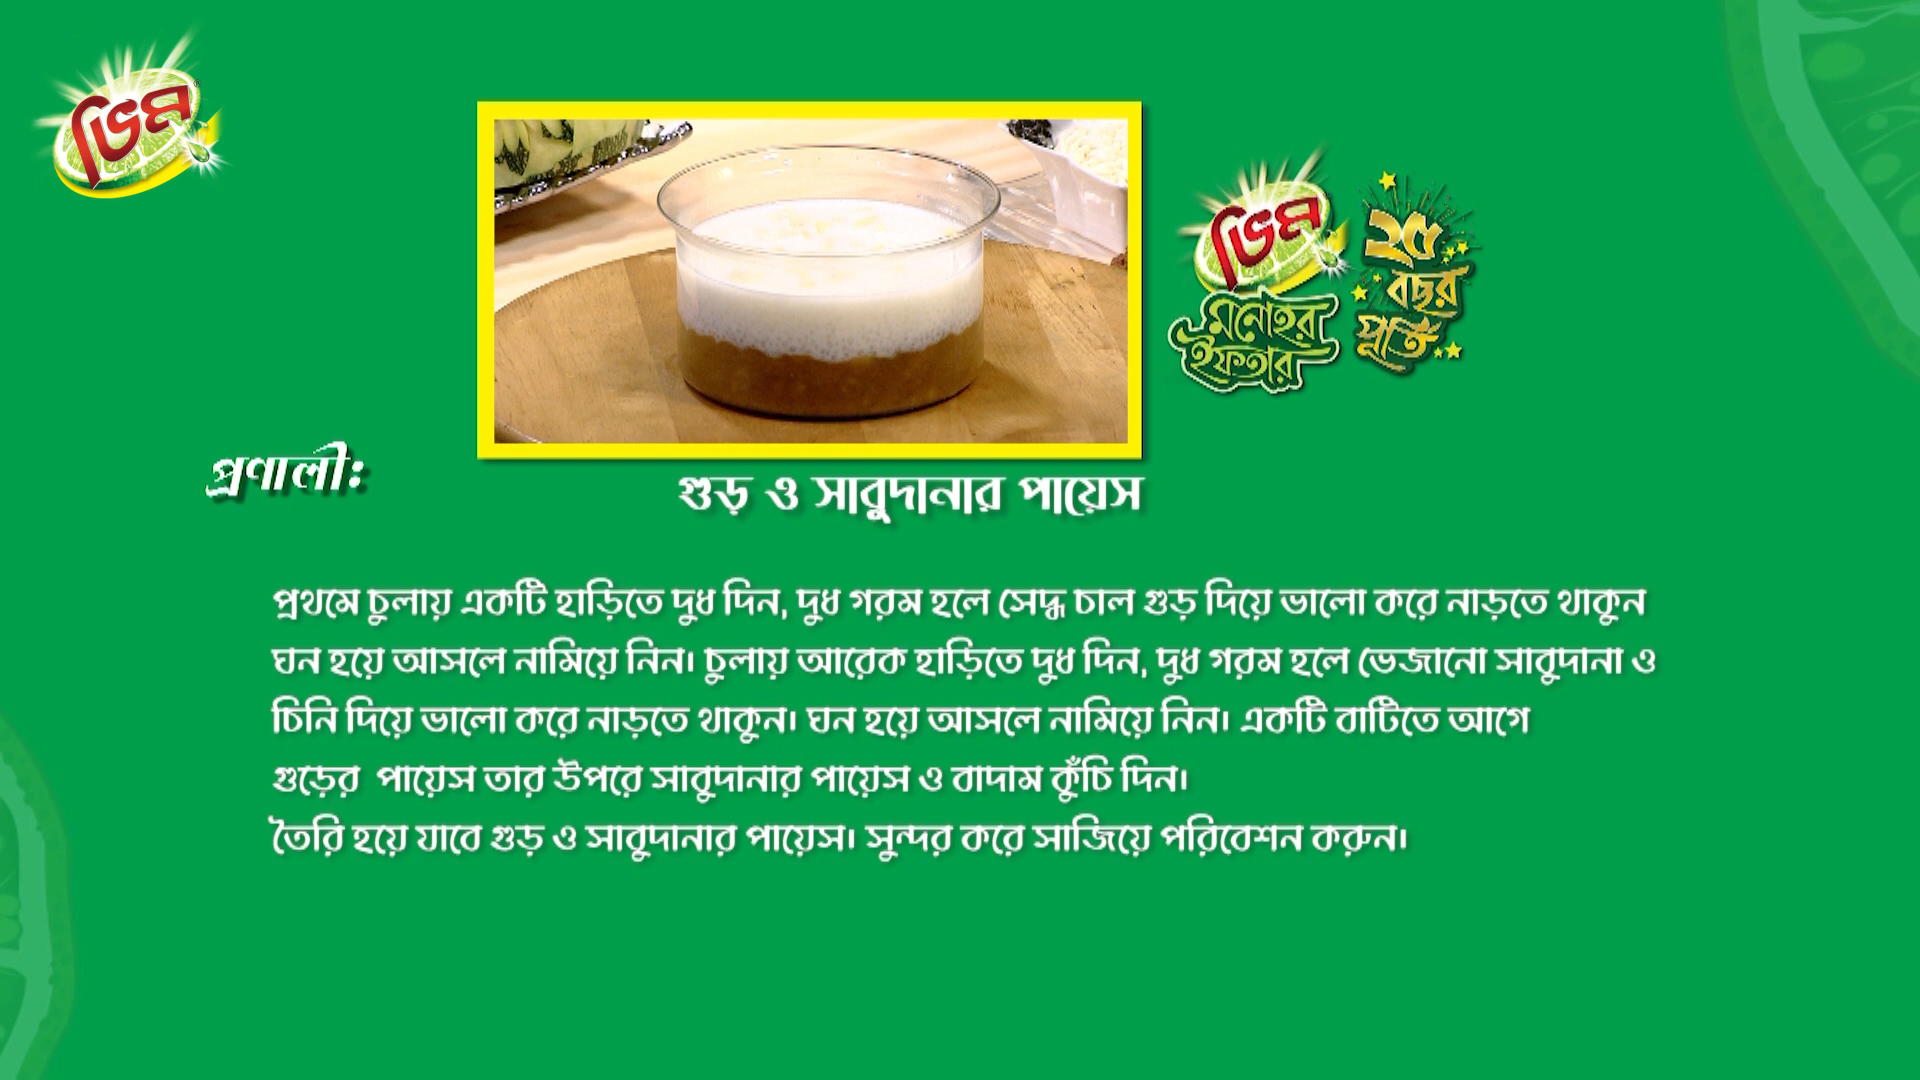 ভিম
ভিম
মনোহর
ইফতার
২৫
বছর
পূর্তি
প্রণালী:
গুড় ও সাবুদানার পায়েস
প্রথমে চুলায় একটি হাড়িতে দুধ দিন, দুধ গরম হলে সেদ্ধ চাল গুড় দিয়ে ভালো করে নাড়তে থাকুন
ঘন হয়ে আসলে নামিয়ে নিন। চুলায় আরেক হাড়িতে দুধ দিন, দুধ গরম হলে ভেজানো সাবুদানা ও
চিনি দিয়ে ভালো করে নাড়তে থাকুন। ঘন হয়ে আসলে নামিয়ে নিন। একটি বাটিতে আগে
গুড়ের পায়েস তার উপরে সাবুদানার পায়েস ও বাদাম কুঁচি দিন।
তৈরি হয়ে যাবে গুড় ও সাবুদানার পায়েস। সুন্দর করে সাজিয়ে পরিবেশন করুন।